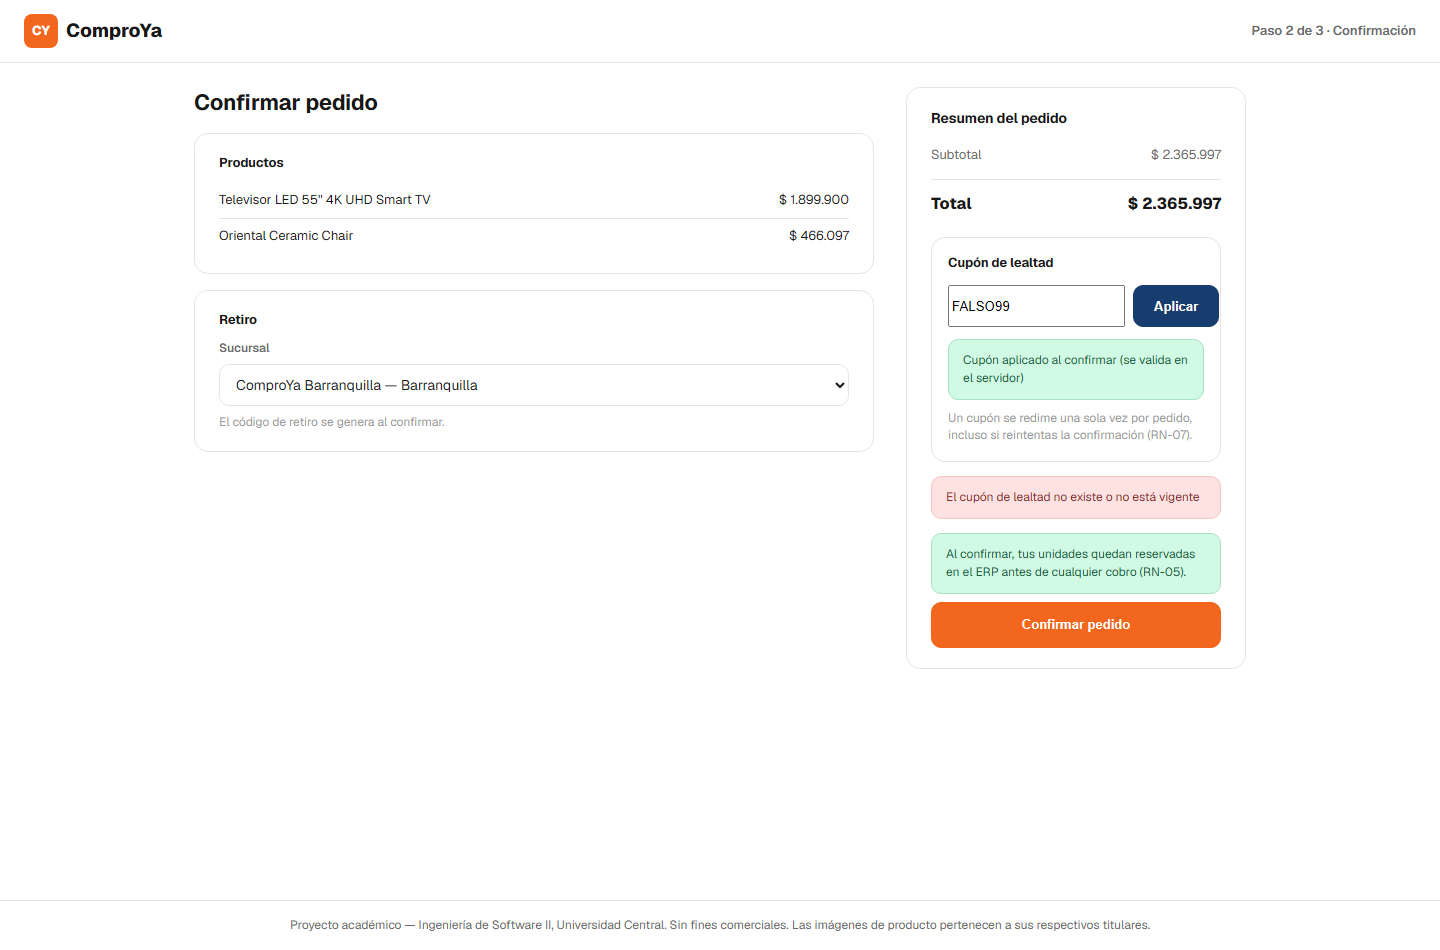 CY ComproYa
Paso 2 de 3 · Confirmación
Confirmar pedido
Productos
Televisor LED 55" 4K UHD Smart TV $ 1.899.900
Oriental Ceramic Chair $ 466.097
Retiro
Sucursal
ComproYa Barranquilla — Barranquilla
El código de retiro se genera al confirmar.
Resumen del pedido
Subtotal $ 2.365.997
Total $ 2.365.997
Cupón de lealtad
FALSO99 Aplicar
Cupón aplicado al confirmar (se valida en
el servidor)
Un cupón se redime una sola vez por pedido,
incluso si reintentas la confirmación (RN-07).
El cupón de lealtad no existe o no está vigente
Al confirmar, tus unidades quedan reservadas
en el ERP antes de cualquier cobro (RN-05).
Confirmar pedido
Proyecto académico — Ingeniería de Software II, Universidad Central. Sin fines comerciales. Las imágenes de producto pertenecen a sus respectivos titulares.